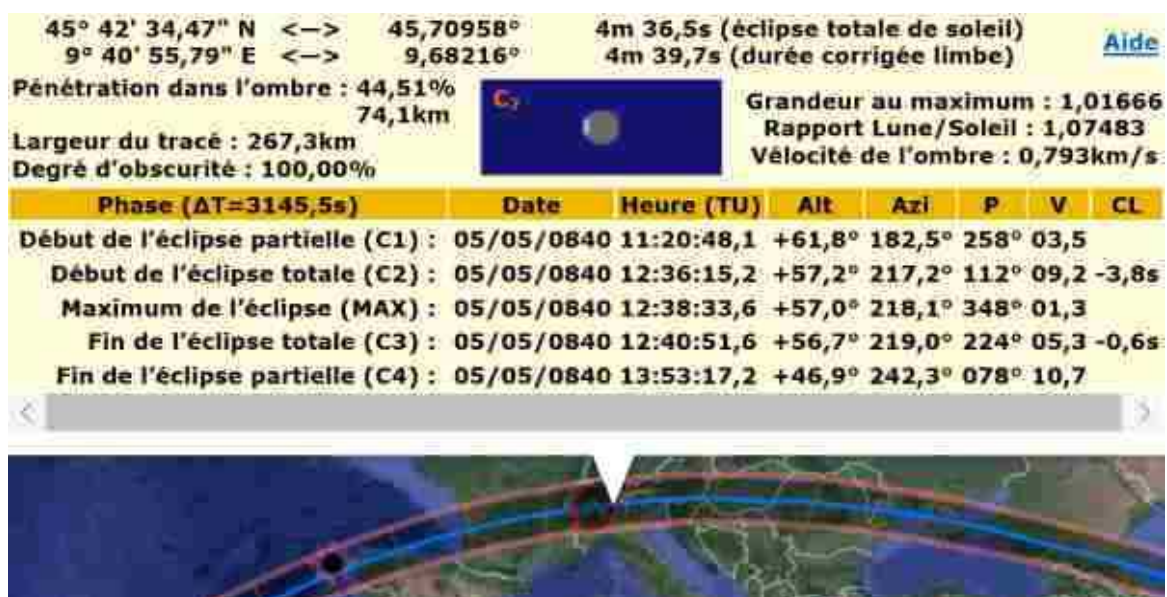 45° 42' 34,47" N <—> 45,70958° 4m 36,5s (éclipse totale de soleil)
9° 40' 55,79" E <—> 9,68216° 4m 39,7s (durée corrigée limbe)
Aide
Pénétration dans l'ombre : 44,51%
74,1km
Largeur du tracé : 267,3km
Degré d'obscurité : 100,00%
C2
Grandeur au maximum : 1,01666
Rapport Lune/Soleil : 1,07483
Vélocité de l'ombre : 0,793km/s
Phase (ΔT=3145,5s) Date Heure (TU) Alt Azi P V CL
Début de l'éclipse partielle (C1) : 05/05/0840 11:20:48,1 +61,8° 182,5° 258° 03,5
Début de l'éclipse totale (C2) : 05/05/0840 12:36:15,2 +57,2° 217,2° 112° 09,2 -3,8s
Maximum de l'éclipse (MAX) : 05/05/0840 12:38:33,6 +57,0° 218,1° 348° 01,3
Fin de l'éclipse totale (C3) : 05/05/0840 12:40:51,6 +56,7° 219,0° 224° 05,3 -0,6s
Fin de l'éclipse partielle (C4) : 05/05/0840 13:53:17,2 +46,9° 242,3° 078° 10,7